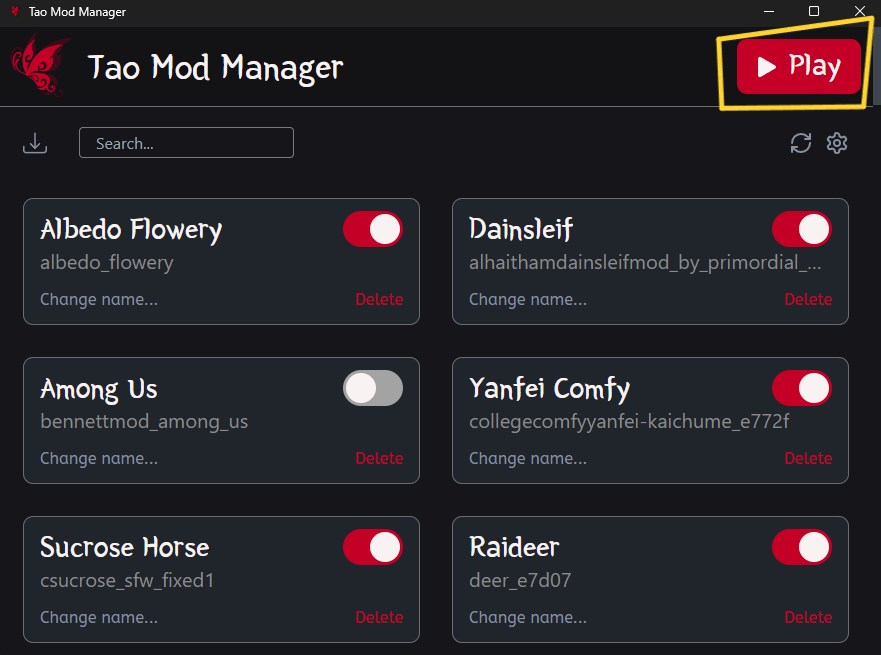 Tao Mod Manager
Tao Mod Manager
Play
Search...
Albedo Flowery
albedo_flowery
Change name...
Delete
Dainsleif
alhaithamdainsleifmod_by_primordial_...
Change name...
Delete
Among Us
bennettmod_among_us
Change name...
Delete
Yanfei Comfy
collegecomfyyanfei-kaichume_e772f
Change name...
Delete
Sucrose Horse
csucrose_sfw_fixed1
Change name...
Delete
Raideer
deer_e7d07
Change name...
Delete